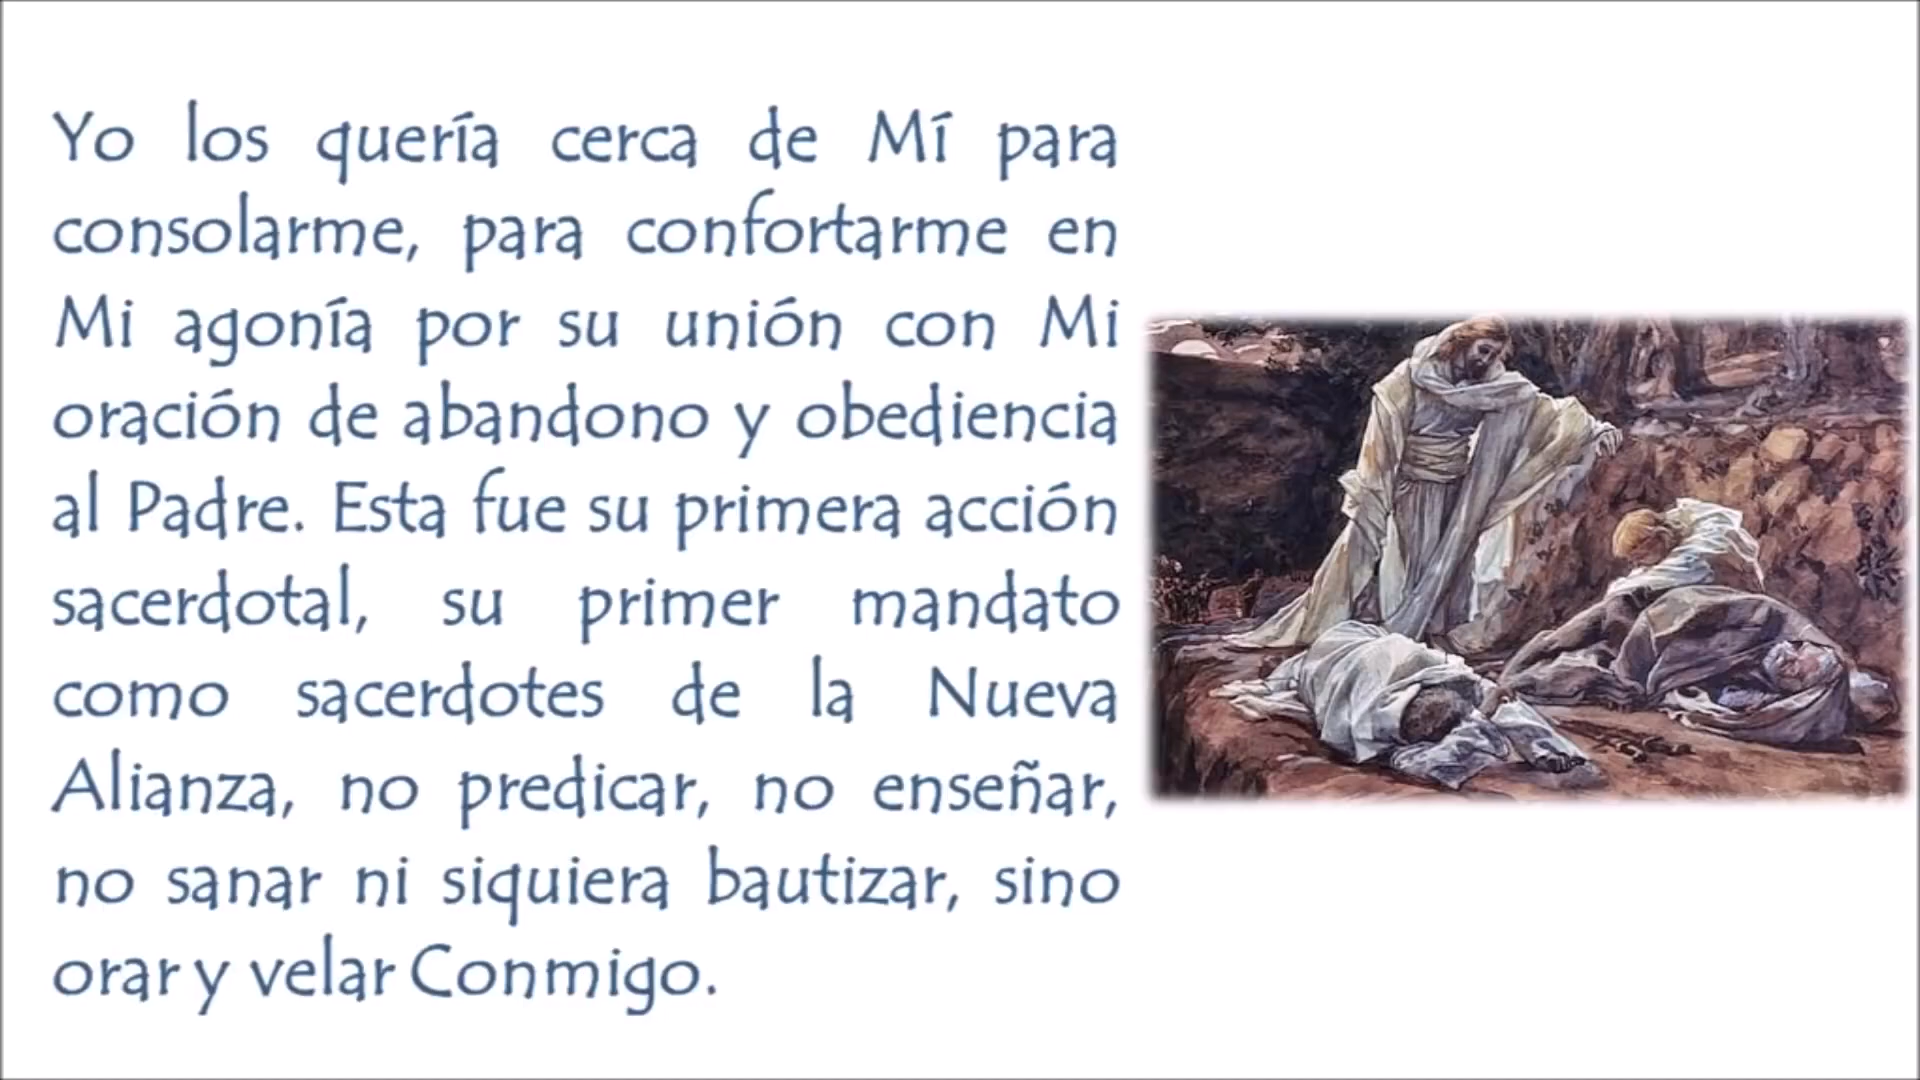 Yo los quería cerca de Mí para
consolarme, para confortarme en
Mi agonía por su unión con Mi
oración de abandono y obediencia
al Padre. Esta fue su primera acción
sacerdotal, su primer mandato
como sacerdotes de la Nueva
Alianza, no predicar, no enseñar,
no sanar ni siquiera bautizar, sino
orar y velar Conmigo.